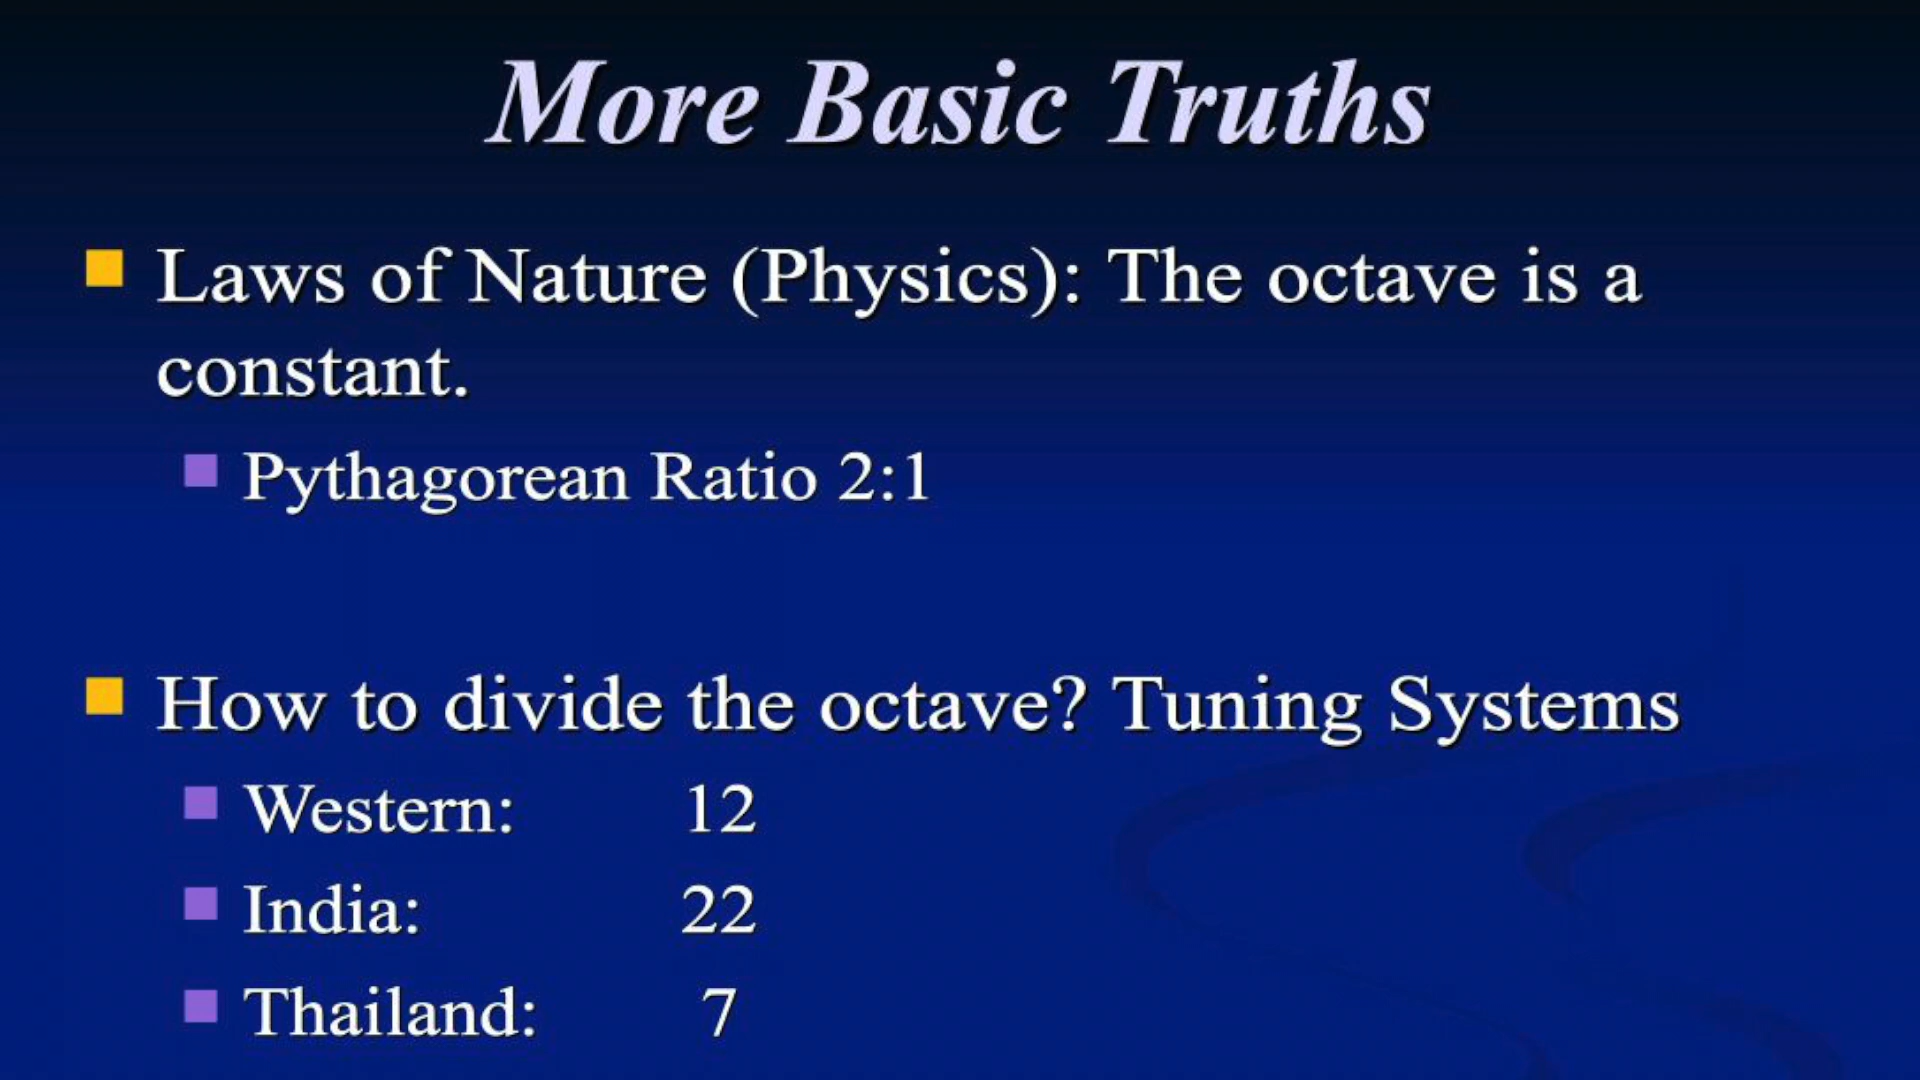 More Basic Truths
Laws of Nature (Physics): The octave is a
constant.
Pythagorean Ratio 2:1
How to divide the octave? Tuning Systems
Western: 12
India: 22
Thailand: 7